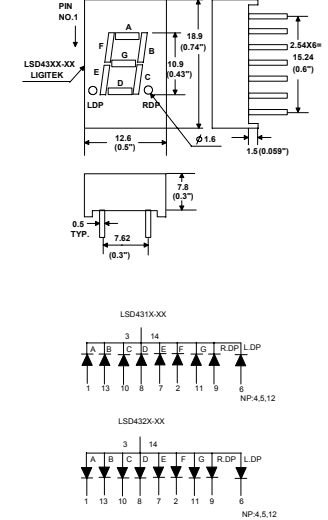 PIN
NO.1
A
F
B
G
E
C
D
LDP
RDP
LSD43XX-XX
LIGITEK
18.9
(0.74")
10.9
(0.43")
2.54X6=
15.24
(0.6")
12.6
(0.5")
ϕ1.6
1.5(0.059")
7.8
(0.3")
0.5
TYP.
7.62
(0.3")
LSD431X-XX
3 14
A B C D E F G R.DP L.DP
1 13 10 8 7 2 11 9 6
NP:4,5,12
LSD432X-XX
3 14
A B C D E F G R.DP L.DP
1 13 10 8 7 2 11 9 6
NP:4,5,12